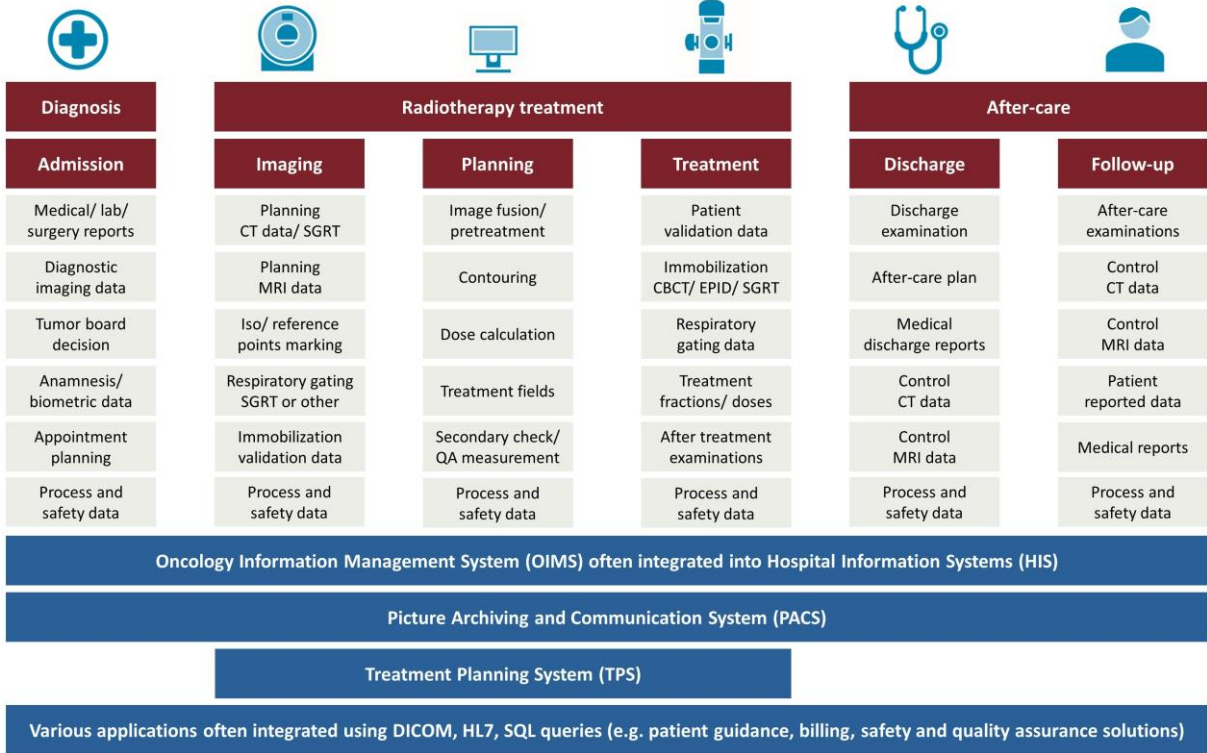 Diagnosis
Radiotherapy treatment
After-care
Admission
Imaging
Planning
Treatment
Discharge
Follow-up
Medical/ lab/
surgery reports
Planning
CT data/ SGRT
Image fusion/
pretreatment
Patient
validation data
Discharge
examination
After-care
examinations
Diagnostic
imaging data
Planning
MRI data
Contouring
Immobilization
CBCT/ EPID/ SGRT
After-care plan
Control
CT data
Tumor board
decision
Iso/ reference
points marking
Dose calculation
Respiratory
gating data
Medical
discharge reports
Control
MRI data
Anamnesis/
biometric data
Respiratory gating
SGRT or other
Treatment fields
Treatment
fractions/ doses
Control
CT data
Patient
reported data
Appointment
planning
Immobilization
validation data
Secondary check/
QA measurement
After treatment
examinations
Control
MRI data
Medical reports
Process and
safety data
Process and
safety data
Process and
safety data
Process and
safety data
Process and
safety data
Process and
safety data
Oncology Information Management System (OIMS) often integrated into Hospital Information Systems (HIS)
Picture Archiving and Communication System (PACS)
Treatment Planning System (TPS)
Various applications often integrated using DICOM, HL7, SQL queries (e.g. patient guidance, billing, safety and quality assurance solutions)